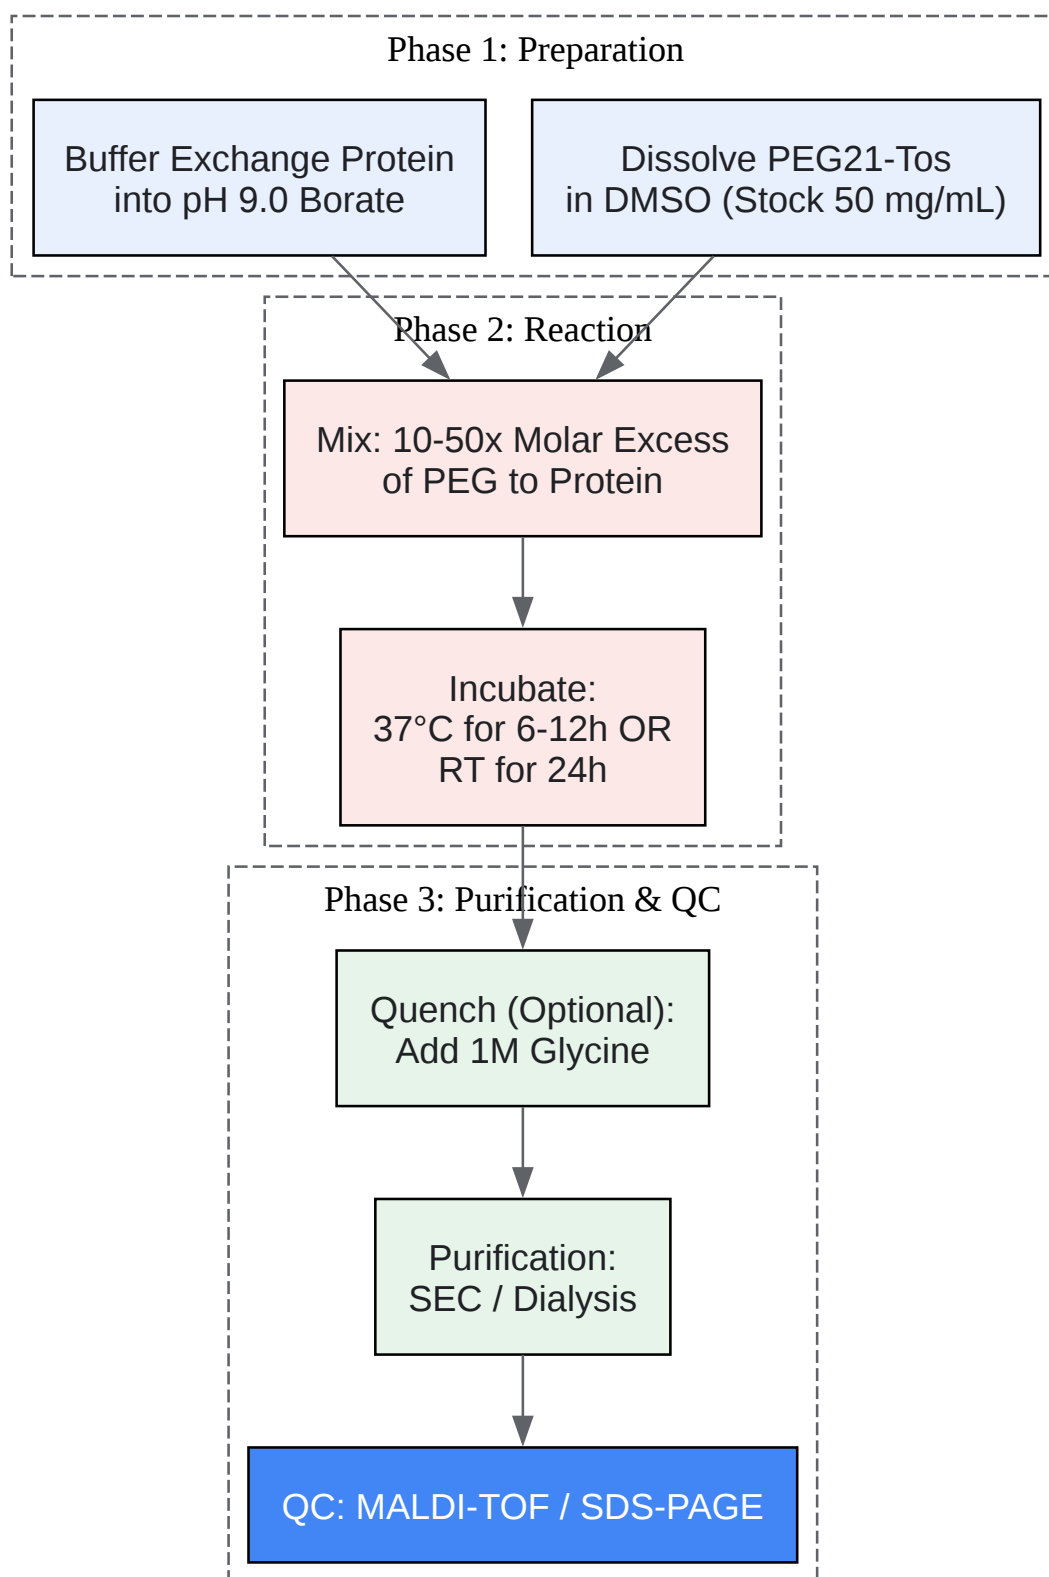 Phase 1: Preparation
Buffer Exchange Protein
into pH 9.0 Borate
Dissolve PEG21-Tos
in DMSO (Stock 50 mg/mL)
Phase 2: Reaction
Mix: 10-50x Molar Excess
of PEG to Protein
Incubate:
37°C for 6-12h OR
RT for 24h
Phase 3: Purification & QC
Quench (Optional):
Add 1M Glycine
Purification:
SEC / Dialysis
QC: MALDI-TOF / SDS-PAGE